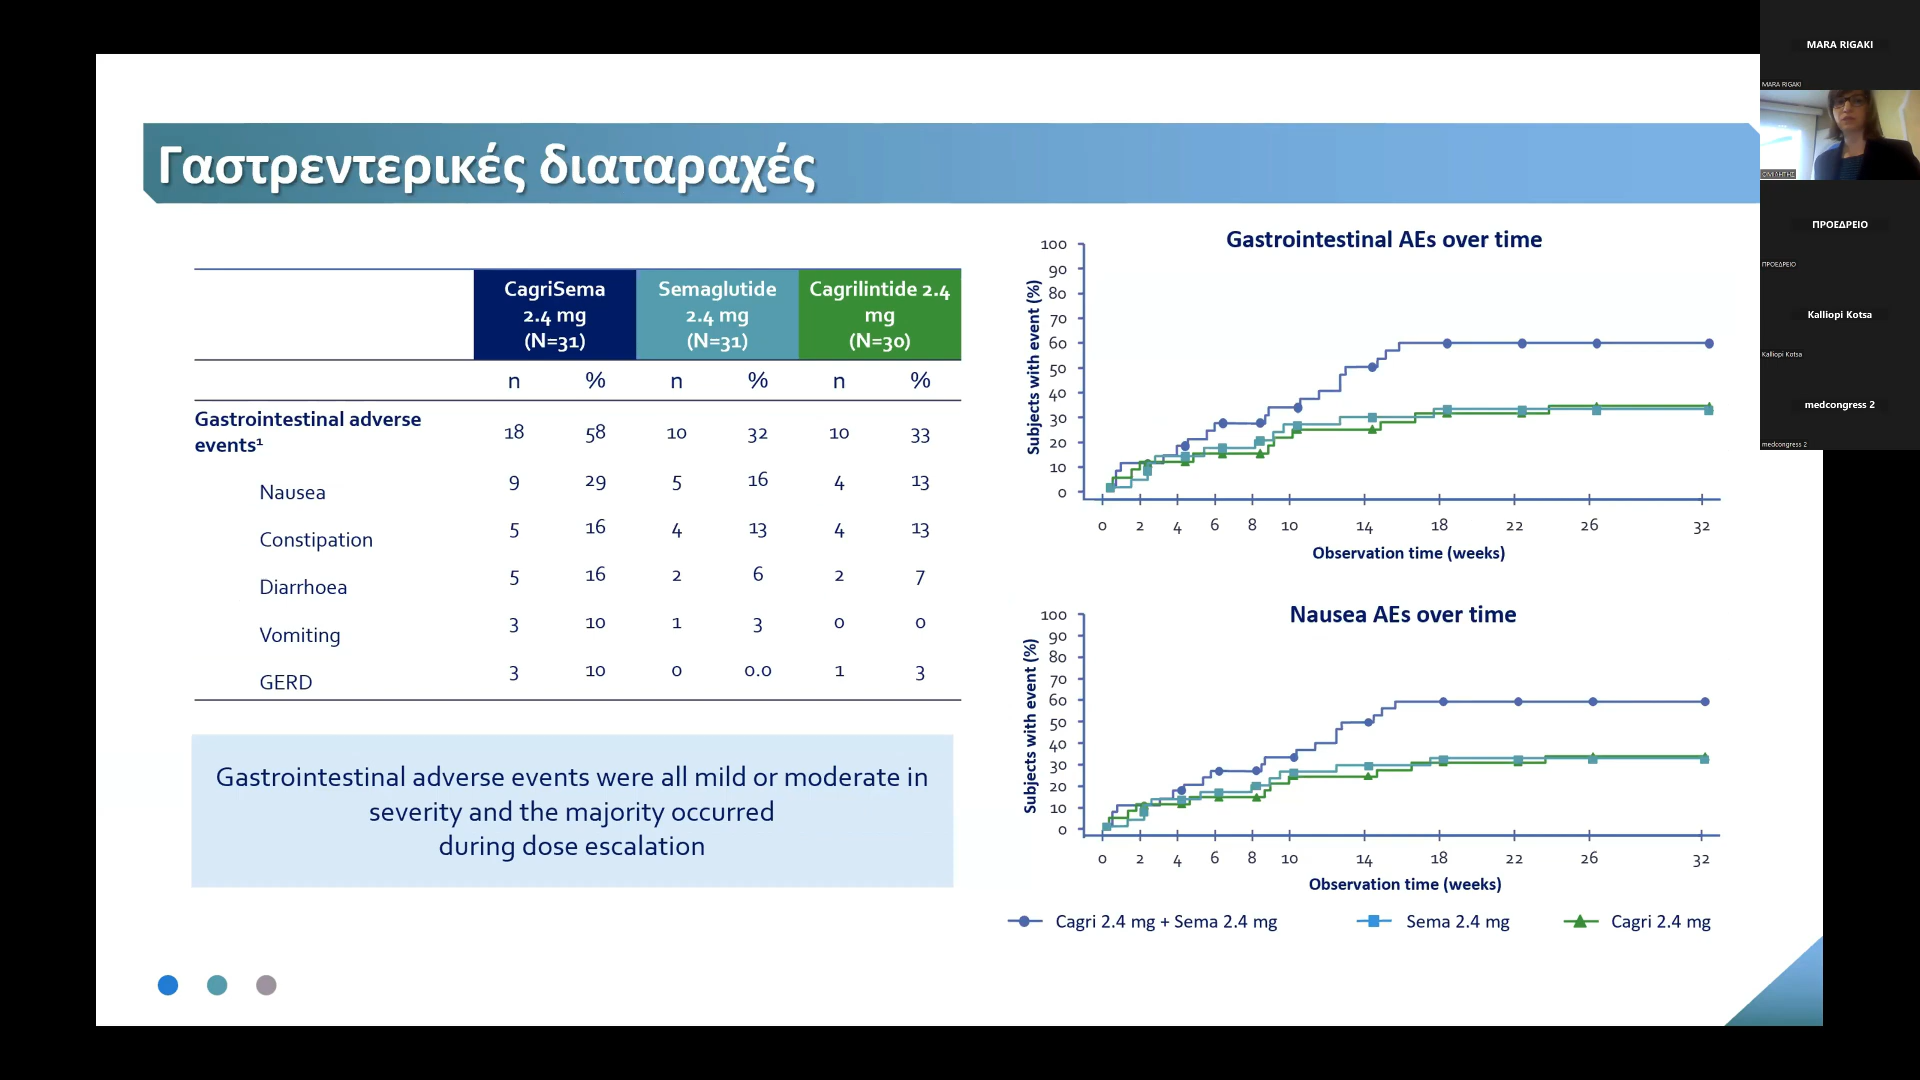 Γαστρεντερικές διαταραχές
CagriSema
2.4 mg
(N=31)
Semaglutide
2.4 mg
(N=31)
Cagrilintide 2.4
mg
(N=30)
n % n % n %
Gastrointestinal adverse
events¹ 18 58 10 32 10 33
Nausea 9 29 5 16 4 13
Constipation 5 16 4 13 4 13
Diarrhoea 5 16 2 6 2 7
Vomiting 3 10 1 3 0 0
GERD 3 10 0 0.0 1 3
Gastrointestinal adverse events were all mild or moderate in
severity and the majority occurred
during dose escalation
Gastrointestinal AEs over time
Subjects with event (%)
100
90
80
70
60
50
40
30
20
10
0
0 2 4 6 8 10 14 18 22 26 32
Observation time (weeks)
Nausea AEs over time
Subjects with event (%)
100
90
80
70
60
50
40
30
20
10
0
0 2 4 6 8 10 14 18 22 26 32
Observation time (weeks)
Cagri 2.4 mg + Sema 2.4 mg
Sema 2.4 mg
Cagri 2.4 mg
MARA RIGAKI
MARA RIGAKI
ΟΜΙΛΗΤΗΣ
ΠΡΟΕΔΡΕΙΟ
ΠΡΟΕΔΡΕΙΟ
Kalliopi Kotsa
Kalliopi Kotsa
medcongress 2
medcongress 2